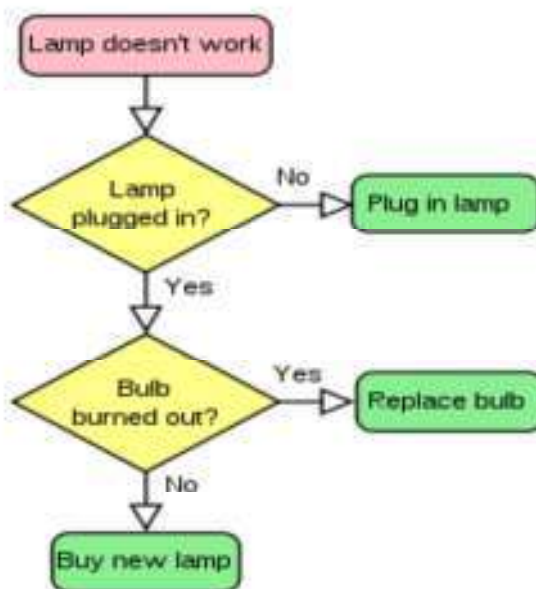 Lamp doesn't work
Lamp
plugged in?
No
Plug in lamp
Yes
Bulb
burned out?
Yes
Replace bulb
No
Buy new lamp